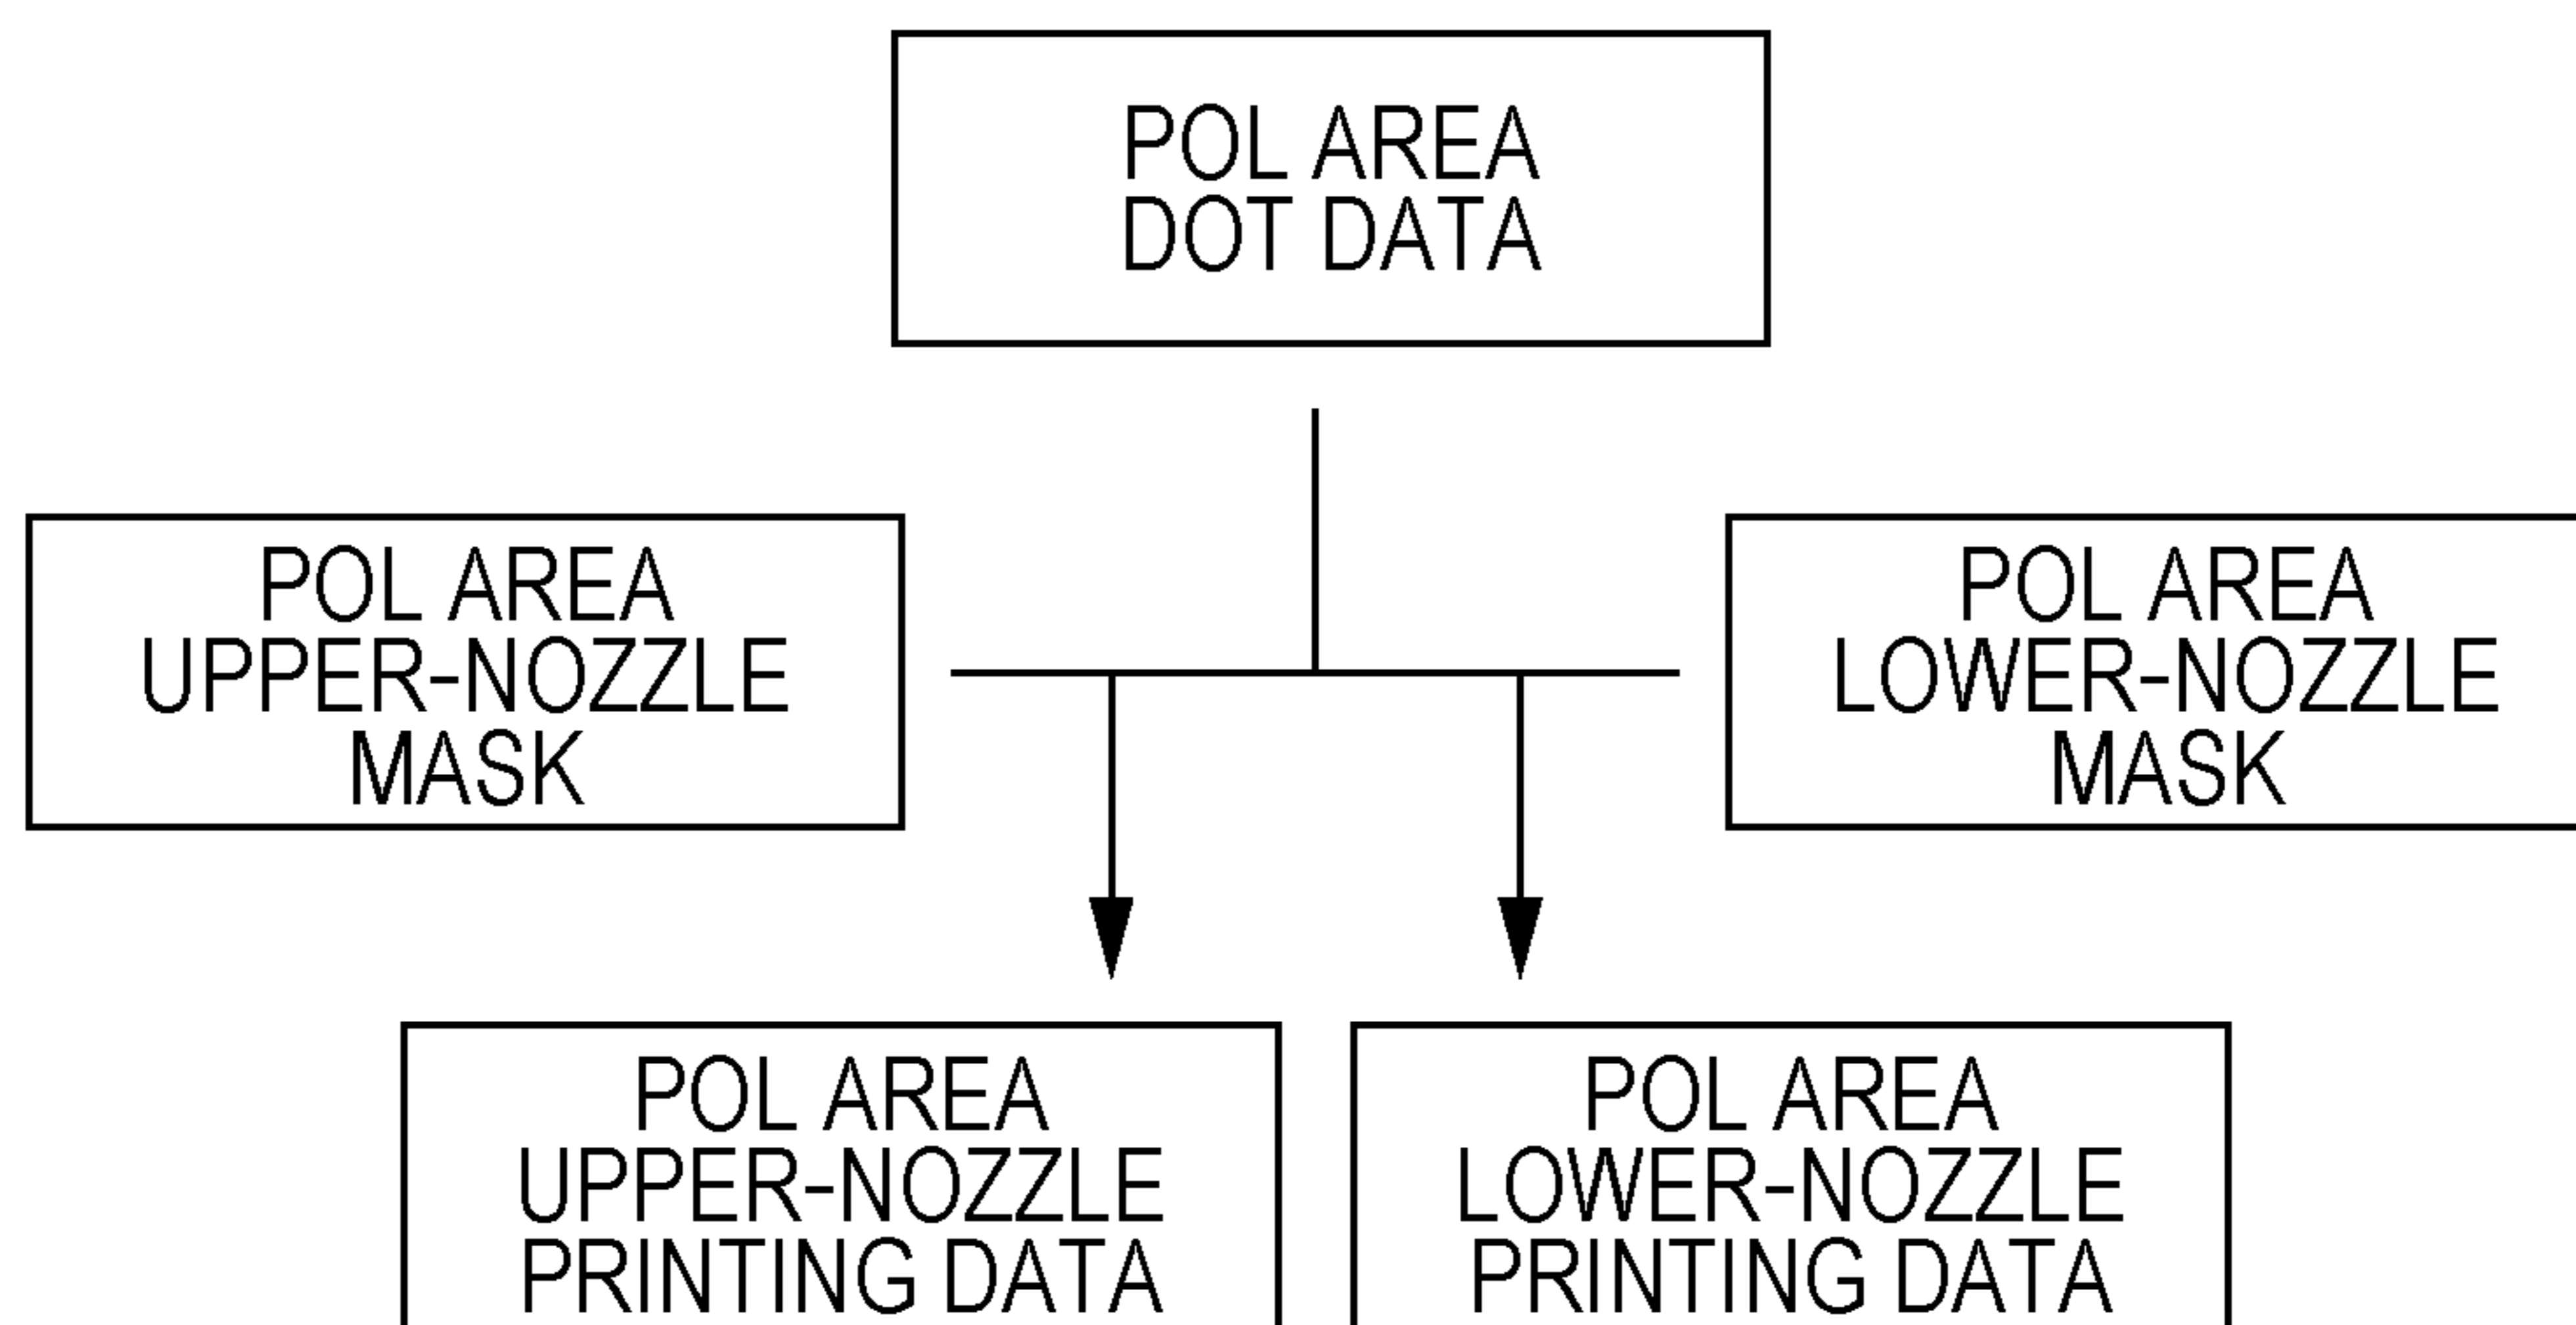 POL AREA
DOT DATA
POL AREA
UPPER-NOZZLE
MASK
POL AREA
LOWER-NOZZLE
MASK
POL AREA
UPPER-NOZZLE
PRINTING DATA
POL AREA
LOWER-NOZZLE
PRINTING DATA